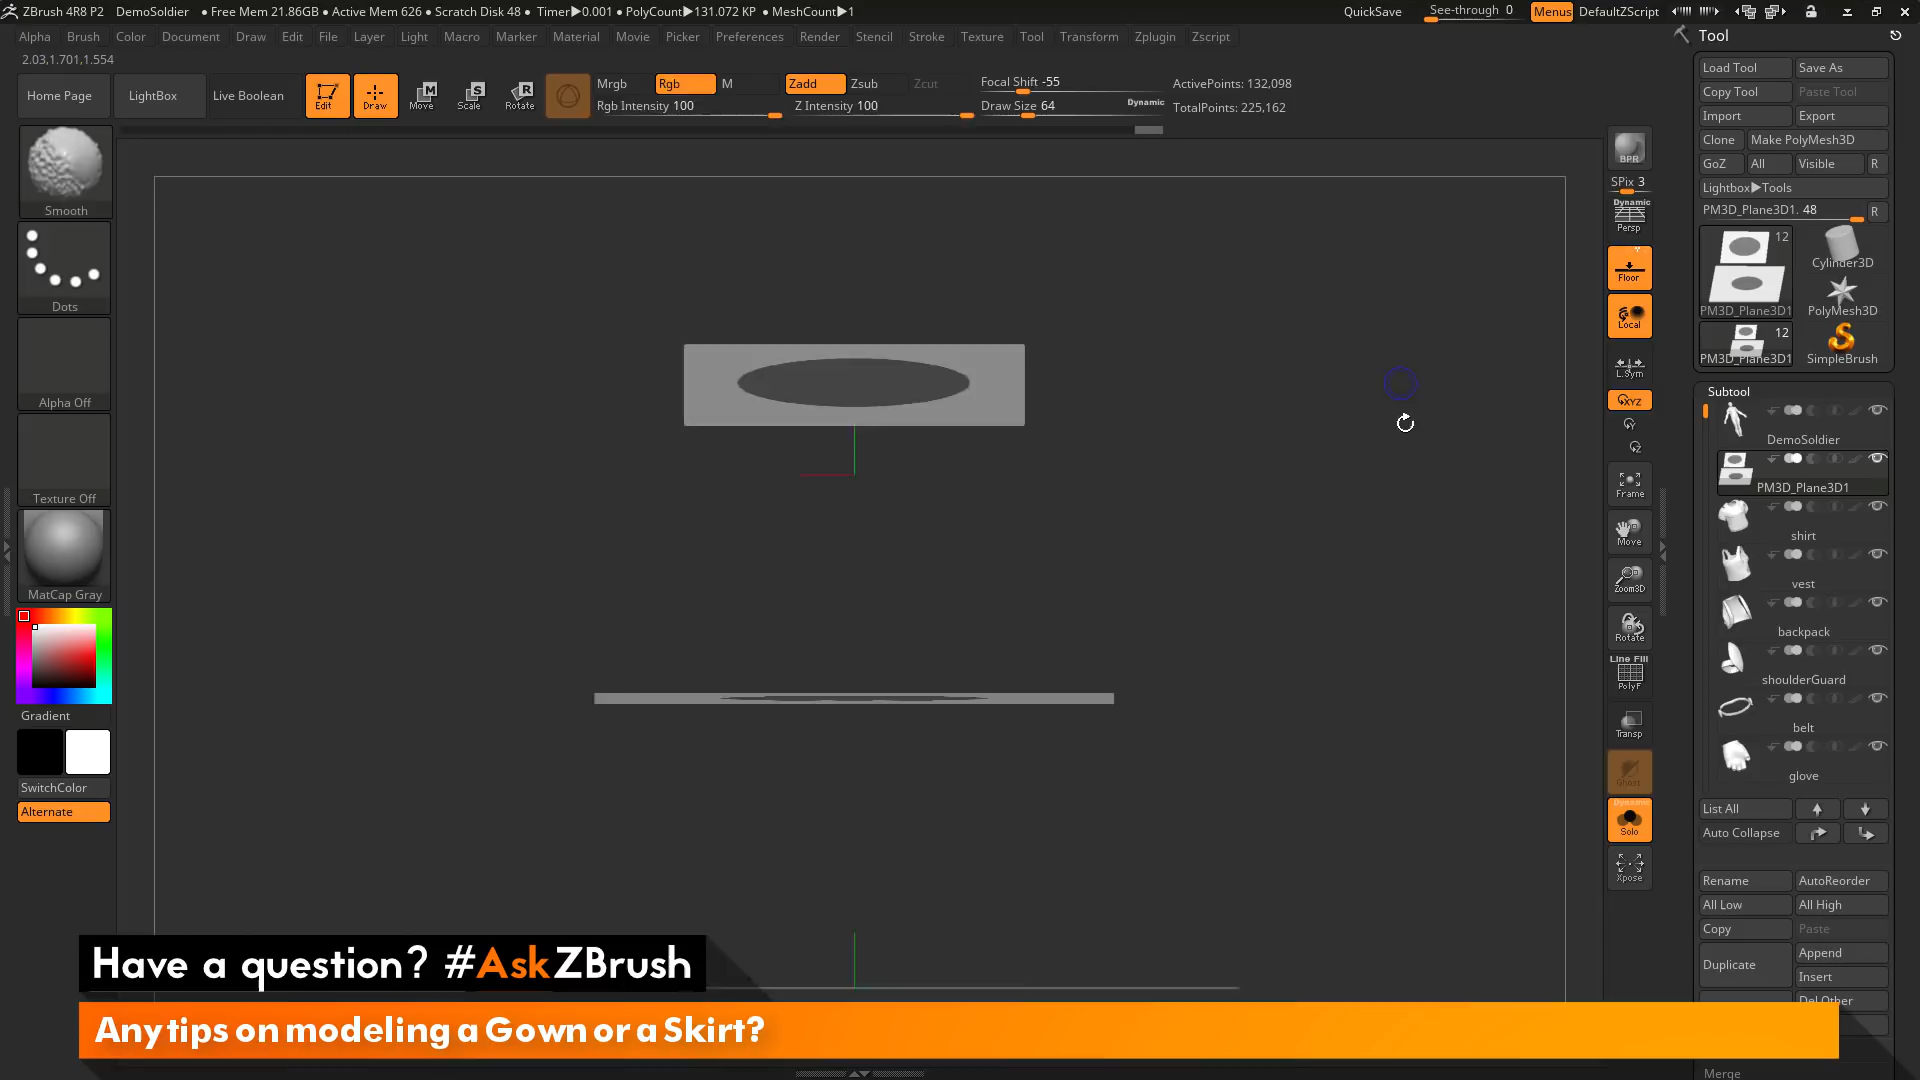 ZBrush 4R8 P2 DemoSoldier ● Free Mem 21.86GB ● Active Mem 626 ● Scratch Disk 48 ● Timer▶0.001 ● PolyCount▶131.072 KP ● MeshCount▶1 QuickSave See-through 0 Menus DefaultZScript
Alpha Brush Color Document Draw Edit File Layer Light Macro Marker Material Movie Picker Preferences Render Stencil Stroke Texture Tool Transform Zplugin Zscript
Tool
2.03,1.701,1.554
Home Page LightBox Live Boolean Edit Draw Move Scale Rotate
Mrgb Rgb M Zadd Zsub Zcut Focal Shift -55 ActivePoints: 132,098
Rgb Intensity 100 Z Intensity 100 Draw Size 64 Dynamic TotalPoints: 225,162
Smooth
Dots
Alpha Off
Texture Off
MatCap Gray
Gradient
SwitchColor
Alternate
BPR
SPix 3
Dynamic
Persp
Floor
Local
L.Sym
XYZ
Y
Z
Frame
Move
Zoom3D
Rotate
Line Fill
PolyF
Transp
Ghost
Dynamic
Solo
Xpose
Load Tool Save As
Copy Tool Paste Tool
Import Export
Clone Make PolyMesh3D
GoZ All Visible R
Lightbox▶Tools
PM3D_Plane3D1. 48 R
12
Cylinder3D
PM3D_Plane3D1 PolyMesh3D
12
PM3D_Plane3D1 SimpleBrush
Subtool
DemoSoldier
PM3D_Plane3D1
shirt
vest
backpack
shoulderGuard
belt
glove
List All
Auto Collapse
Rename AutoReorder
All Low All High
Copy Paste
Duplicate Append
Insert
Del Other
Merge
Have a question? #AskZBrush
Any tips on modeling a Gown or a Skirt?